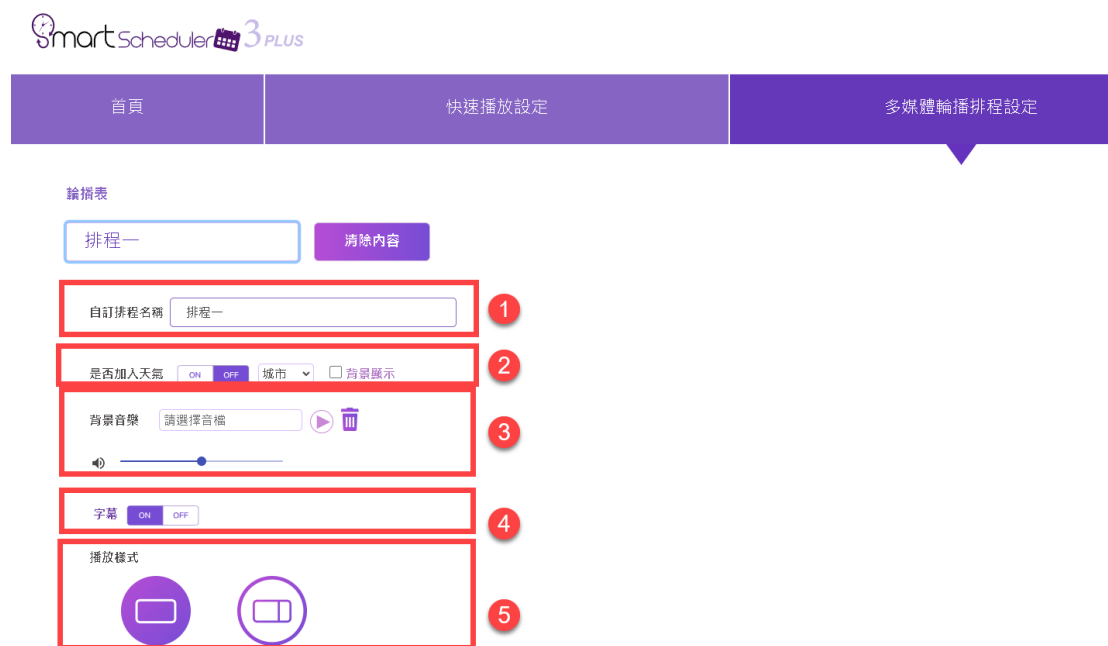 Smart Scheduler 3 PLUS
首頁 快速播放設定 多媒體輪播排程設定
輪播表
排程一 清除內容
自訂排程名稱 排程一 1
是否加入天氣 ON OFF 城市 背景顯示 2
背景音樂 請選擇音檔 3
字幕 ON OFF 4
播放樣式
5